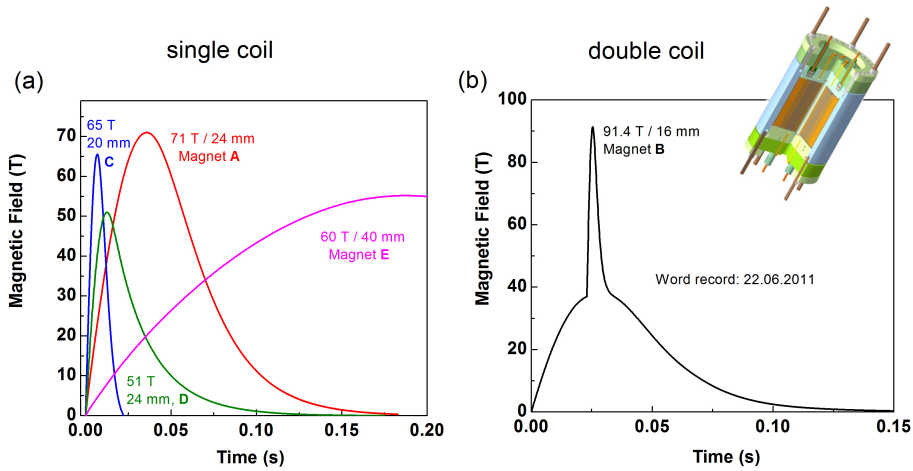 single coil
(a)
Magnetic Field (T)
70
60
50
40
30
20
10
0
65 T
20 mm
C
71 T / 24 mm
Magnet A
60 T / 40 mm
Magnet E
51 T
24 mm, D
0.00
0.05
0.10
0.15
0.20
Time (s)
double coil
(b)
Magnetic Field (T)
100
80
60
40
20
0
91.4 T / 16 mm
Magnet B
Word record: 22.06.2011
0.00
0.05
0.10
0.15
Time (s)